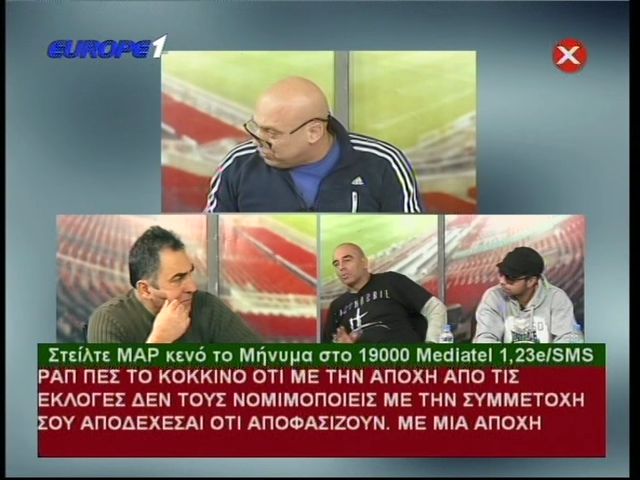 EUROPE1
adidas
Στείλτε ΜΑΡ κενό το Μήνυμα στο 19000 Mediatel 1,23e/SMS
ΡΑΠ ΠΕΣ ΤΟ ΚΟΚΚΙΝΟ ΟΤΙ ΜΕ ΤΗΝ ΑΠΟΧΗ ΑΠΟ ΤΙΣ
ΕΚΛΟΓΕΣ ΔΕΝ ΤΟΥΣ ΝΟΜΙΜΟΠΟΙΕΙΣ ΜΕ ΤΗΝ ΣΥΜΜΕΤΟΧΗ
ΣΟΥ ΑΠΟΔΕΧΕΣΑΙ ΟΤΙ ΑΠΟΦΑΣΙΖΟΥΝ. ΜΕ ΜΙΑ ΑΠΟΧΗ